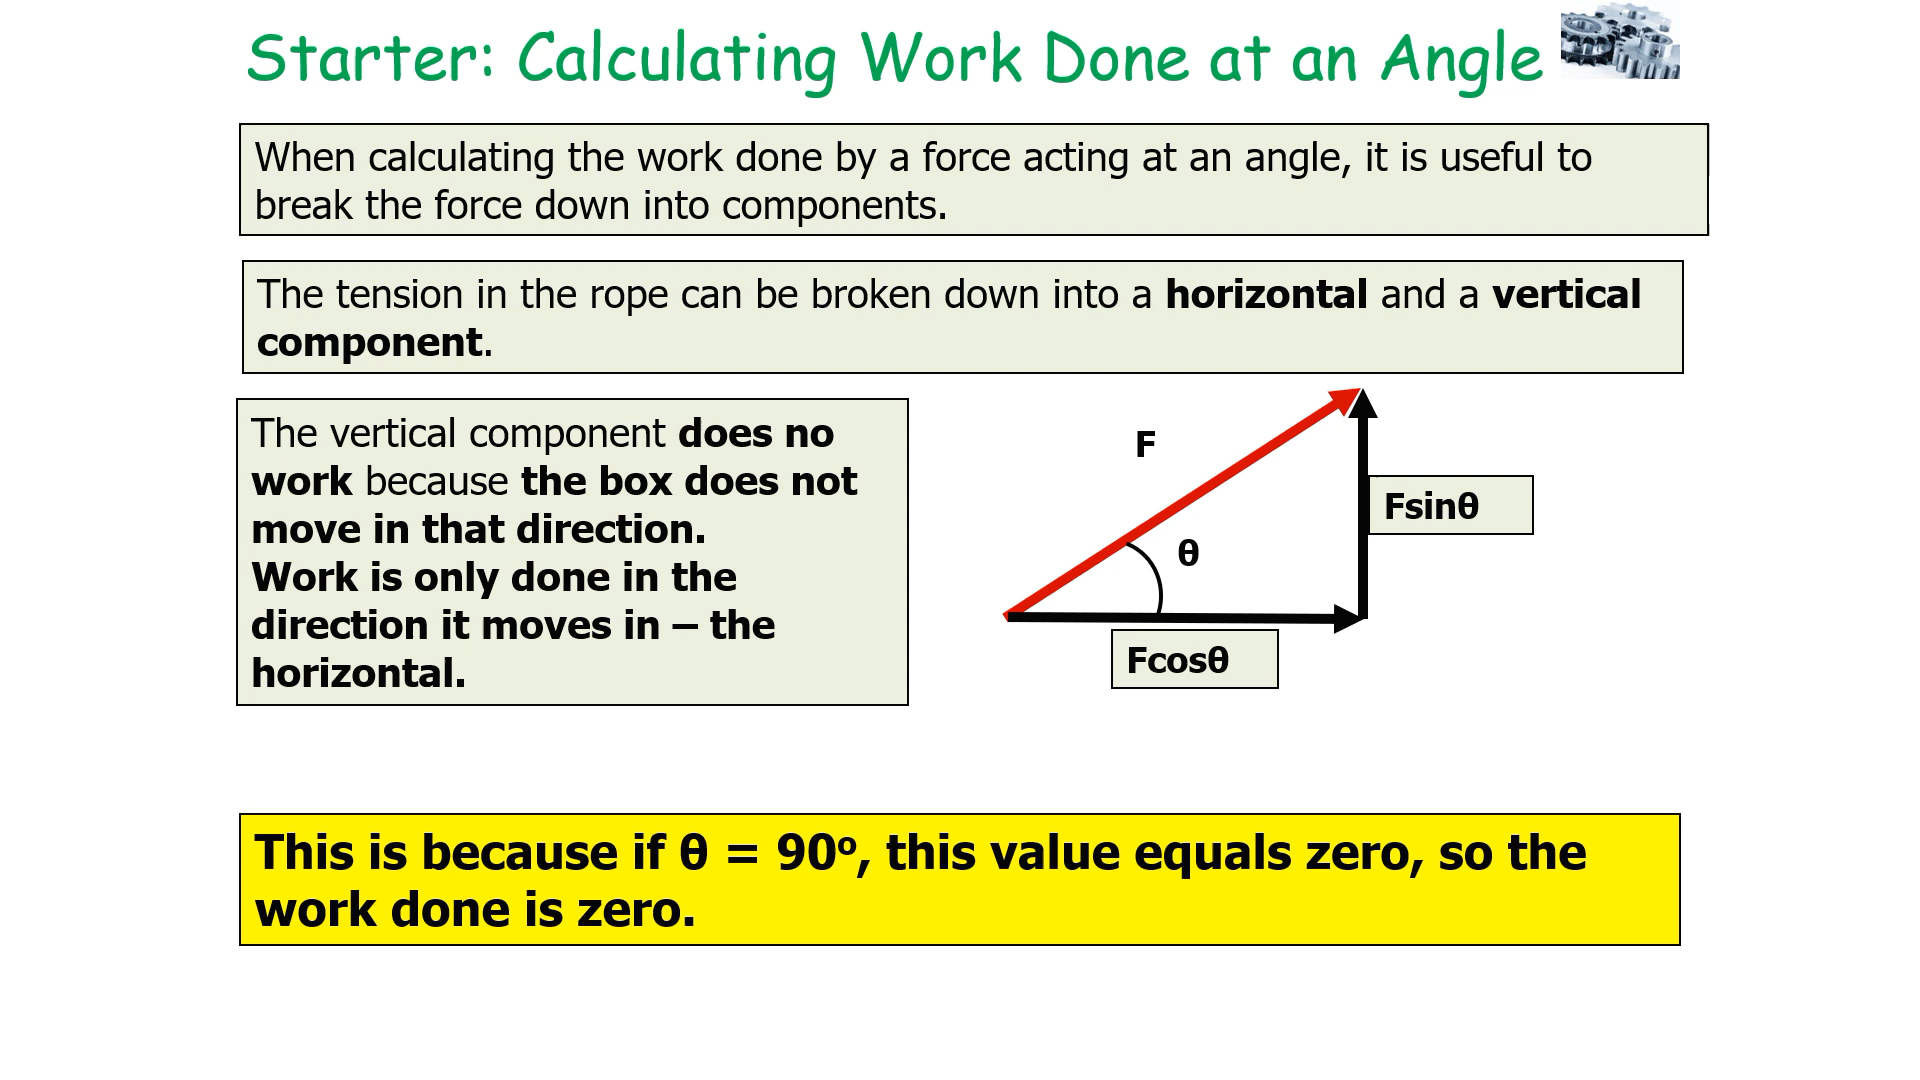 Starter: Calculating Work Done at an Angle
When calculating the work done by a force acting at an angle, it is useful to
break the force down into components.
The tension in the rope can be broken down into a horizontal and a vertical
component.
The vertical component does no
work because the box does not
move in that direction.
Work is only done in the
direction it moves in – the
horizontal.
F
Fsinθ
θ
Fcosθ
This is because if θ = 90º, this value equals zero, so the
work done is zero.